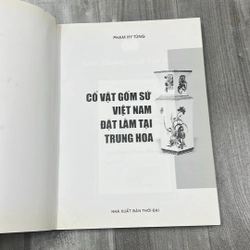 PHẠM HY TÙNG
CỔ VẬT GỐM SỨ
VIỆT NAM
ĐẶT LÀM TẠI
TRUNG HOA
NHÀ XUẤT BẢN THỜI ĐẠI